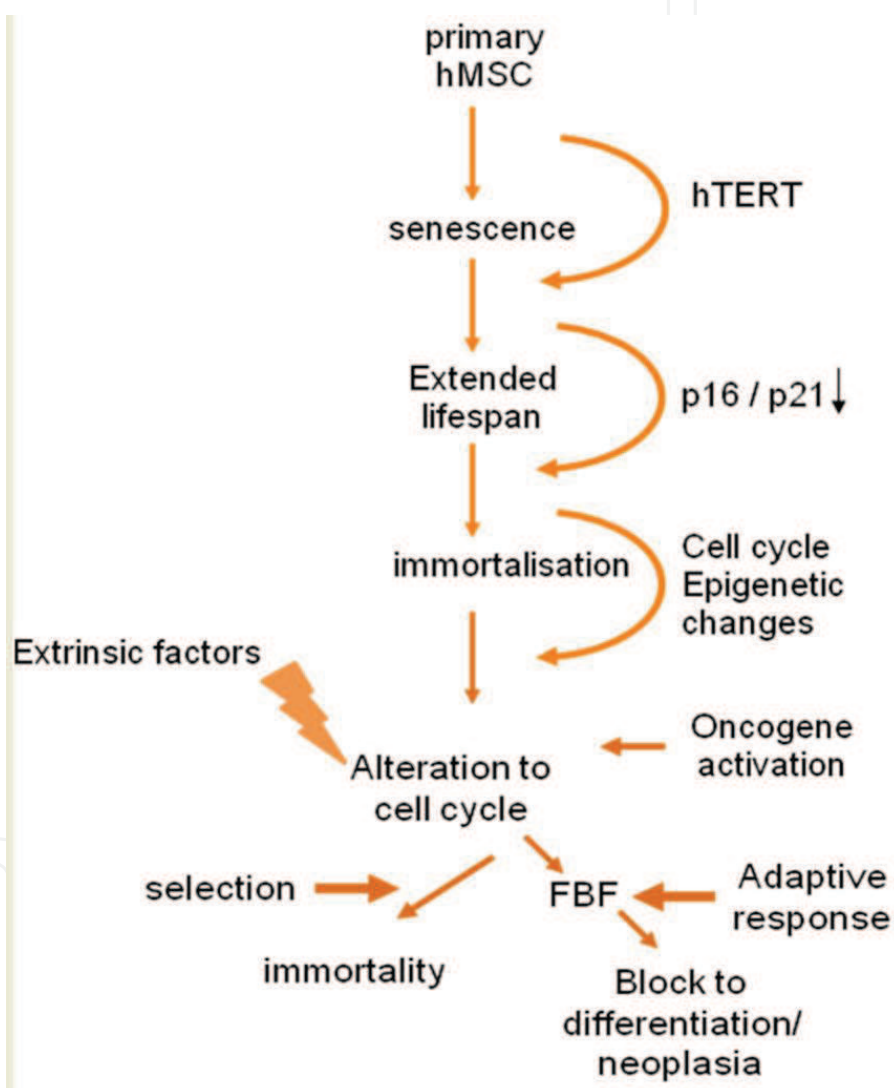 primary
hMSC
hTERT
senescence
Extended
lifespan
p16 / p21↓
immortalisation
Cell cycle
Epigenetic
changes
Extrinsic factors
Oncogene
activation
Alteration to
cell cycle
selection
FBF
Adaptive
response
immortality
Block to
differentiation/
neoplasia